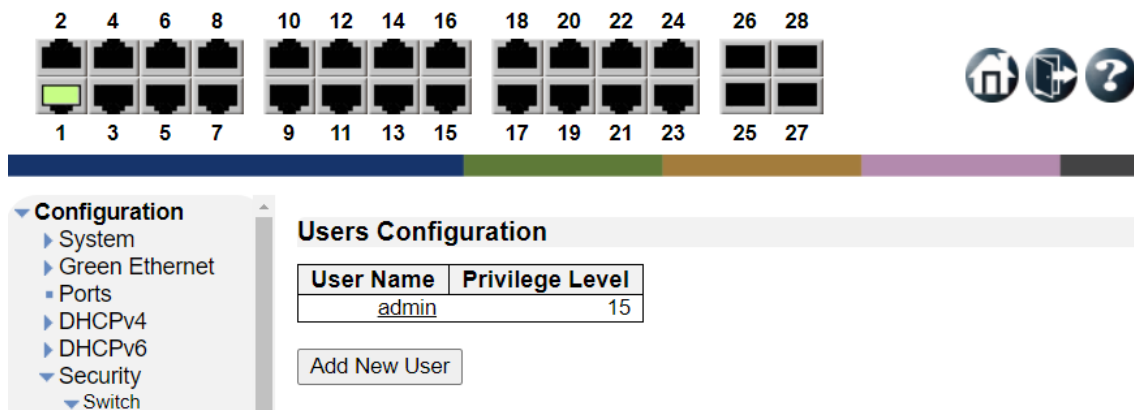 2 4 6 8 10 12 14 16 18 20 22 24 26 28
?
1 3 5 7 9 11 13 15 17 19 21 23 25 27
Configuration
System
Green Ethernet
Ports
DHCPv4
DHCPv6
Security
Switch
Users Configuration
User Name Privilege Level
admin 15
Add New User